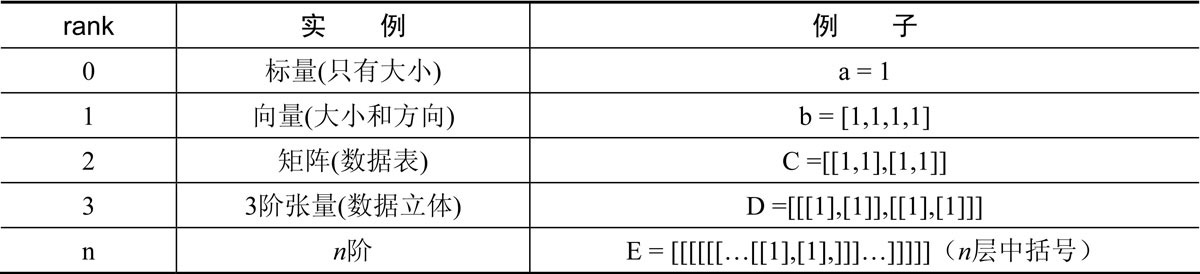 rank 实 例 例 子
0 标量(只有大小) a = 1
1 向量(大小和方向) b = [1,1,1,1]
2 矩阵(数据表) C =[[1,1],[1,1]]
3 3阶张量(数据立体) D =[[[1],[1]],[[1],[1]]]
n n阶 E = [[[[[[…[[1],[1],]]]…]]]]]（n层中括号）